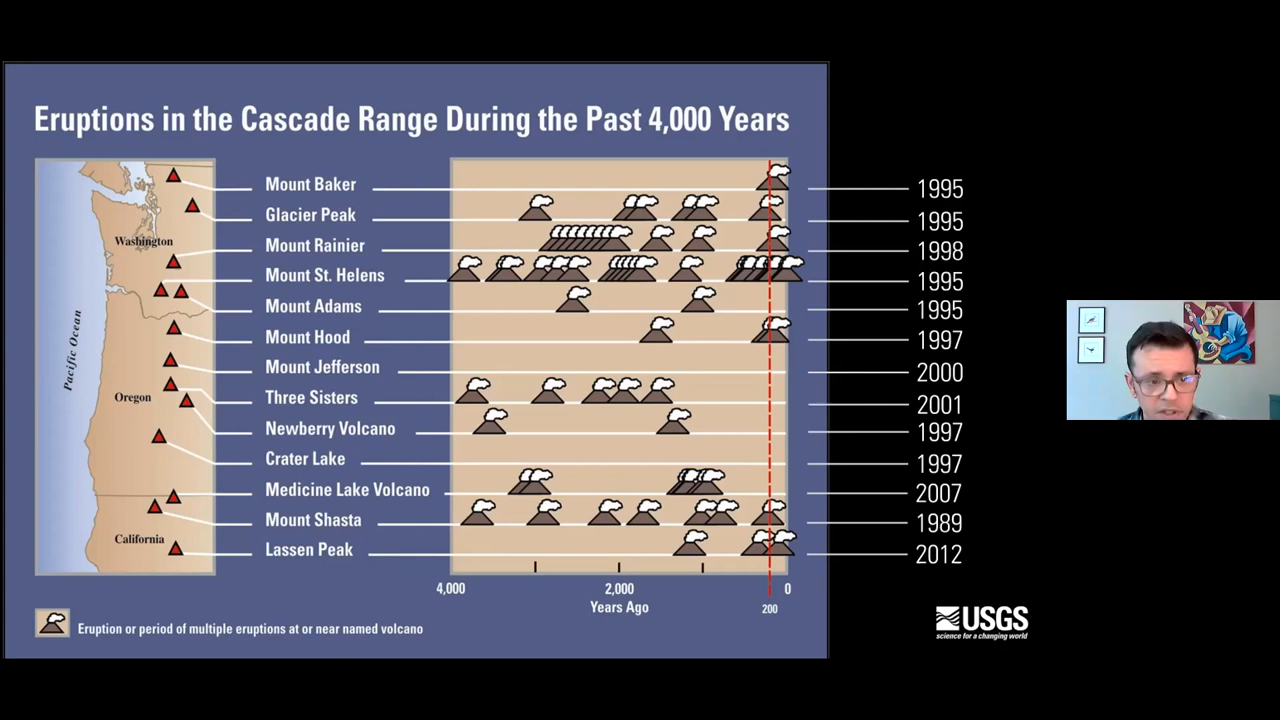 Eruptions in the Cascade Range During the Past 4,000 Years
Mount Baker 1995
Glacier Peak 1995
Washington
Mount Rainier 1998
Mount St. Helens 1995
Mount Adams 1995
Pacific Ocean
Mount Hood 1997
Mount Jefferson 2000
Oregon
Three Sisters 2001
Newberry Volcano 1997
Crater Lake 1997
Medicine Lake Volcano 2007
Mount Shasta 1989
California
Lassen Peak 2012
4,000 2,000 0
Years Ago 200
Eruption or period of multiple eruptions at or near named volcano
USGS
science for a changing world